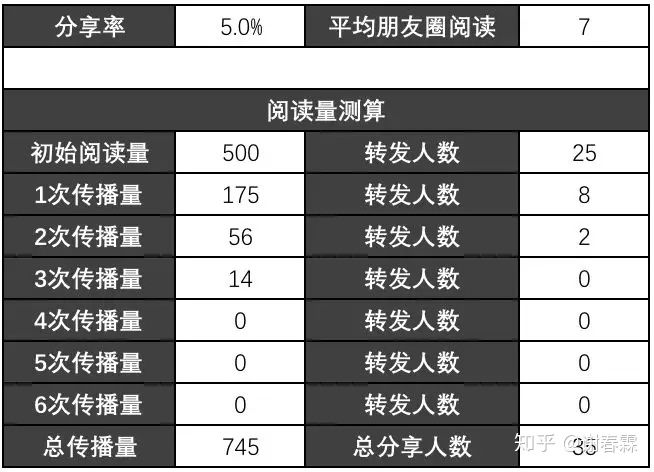 分享率 5.0% 平均朋友圈阅读 7
阅读量测算
初始阅读量 500 转发人数 25
1次传播量 175 转发人数 8
2次传播量 56 转发人数 2
3次传播量 14 转发人数 0
4次传播量 0 转发人数 0
5次传播量 0 转发人数 0
6次传播量 0 转发人数 0
总传播量 745 总分享人数 35
知乎 @谢春霖